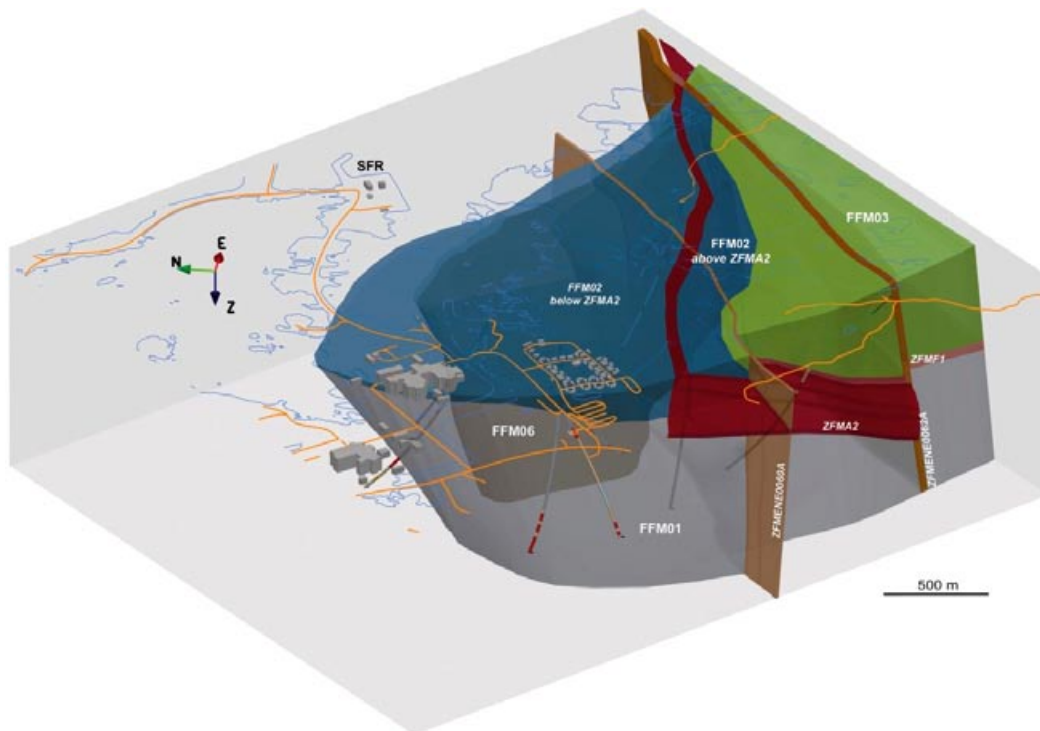 SFR
E
N
Z
FFM03
FFM02
above ZFMA2
FFM02
below ZFMA2
ZFMF1
FFM06
ZFMA2
ZFMENE0062A
ZFMENE0060A
FFM01
500 m